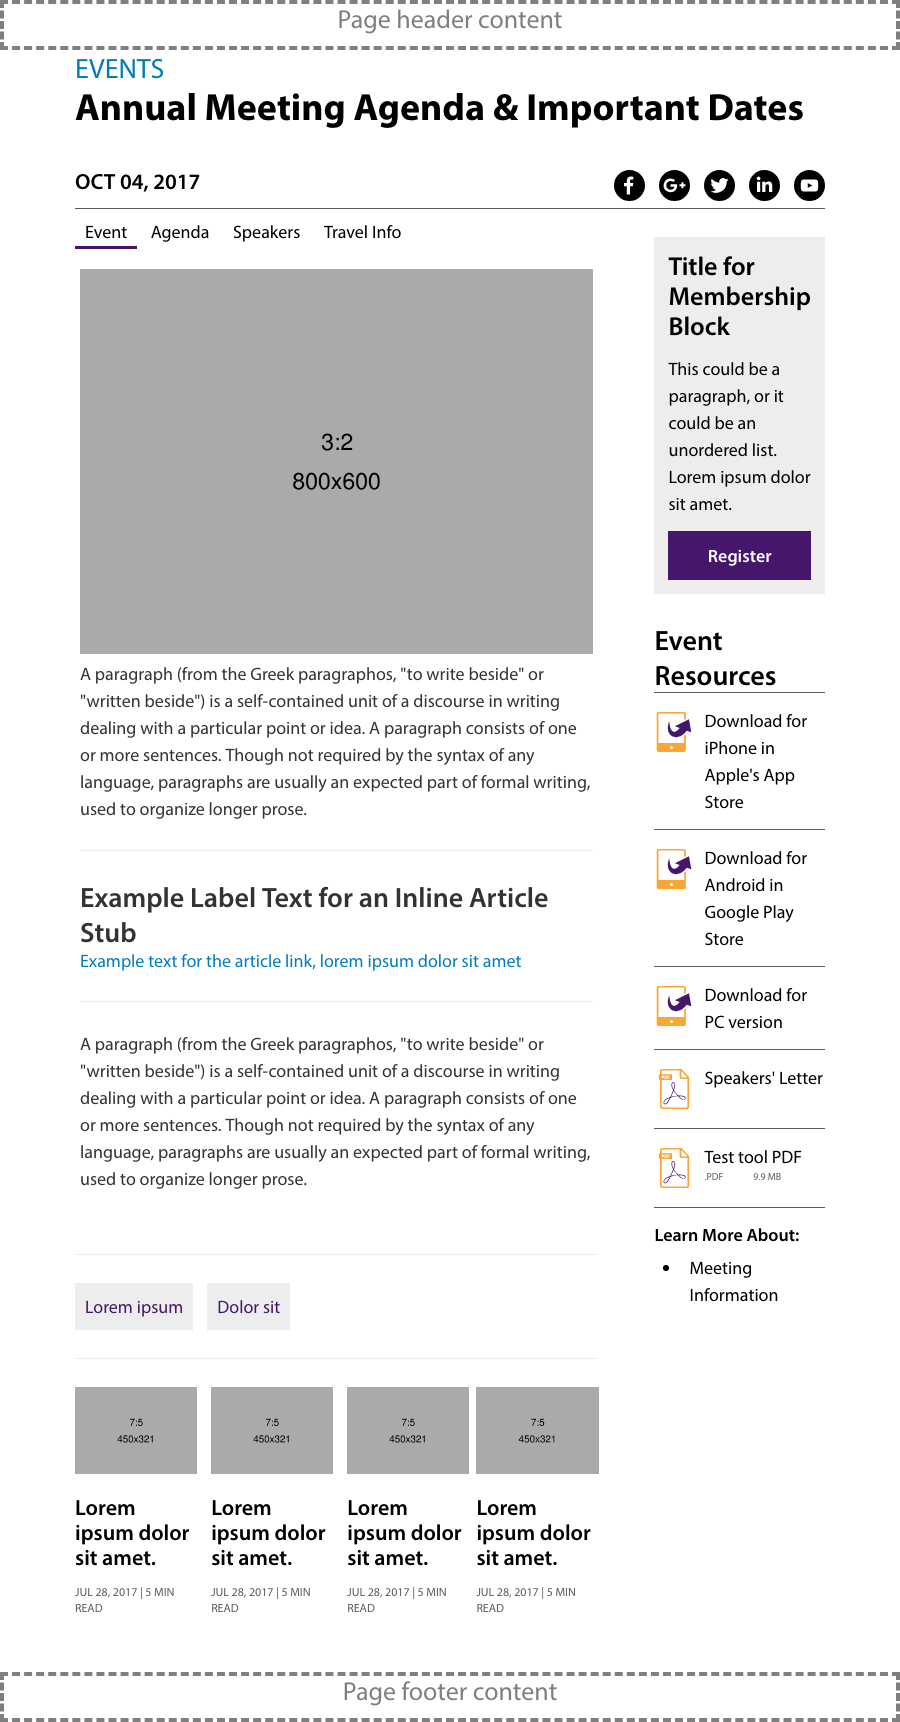 Page header content
EVENTS
Annual Meeting Agenda & Important Dates
OCT 04, 2017
Event Agenda Speakers Travel Info
3:2
800x600
A paragraph (from the Greek paragraphos, "to write beside" or
"written beside") is a self-contained unit of a discourse in writing
dealing with a particular point or idea. A paragraph consists of one
or more sentences. Though not required by the syntax of any
language, paragraphs are usually an expected part of formal writing,
used to organize longer prose.
Example Label Text for an Inline Article
Stub
Example text for the article link, lorem ipsum dolor sit amet
A paragraph (from the Greek paragraphos, "to write beside" or
"written beside") is a self-contained unit of a discourse in writing
dealing with a particular point or idea. A paragraph consists of one
or more sentences. Though not required by the syntax of any
language, paragraphs are usually an expected part of formal writing,
used to organize longer prose.
Lorem ipsum Dolor sit
7:5
450x321
Lorem
ipsum dolor
sit amet.
JUL 28, 2017 | 5 MIN
READ
7:5
450x321
Lorem
ipsum dolor
sit amet.
JUL 28, 2017 | 5 MIN
READ
7:5
450x321
Lorem
ipsum dolor
sit amet.
JUL 28, 2017 | 5 MIN
READ
7:5
450x321
Lorem
ipsum dolor
sit amet.
JUL 28, 2017 | 5 MIN
READ
Title for
Membership
Block
This could be a
paragraph, or it
could be an
unordered list.
Lorem ipsum dolor
sit amet.
Register
Event
Resources
Download for
iPhone in
Apple's App
Store
Download for
Android in
Google Play
Store
Download for
PC version
PDF
Speakers' Letter
PDF
Test tool PDF
.PDF 9.9 MB
Learn More About:
• Meeting
Information
Page footer content